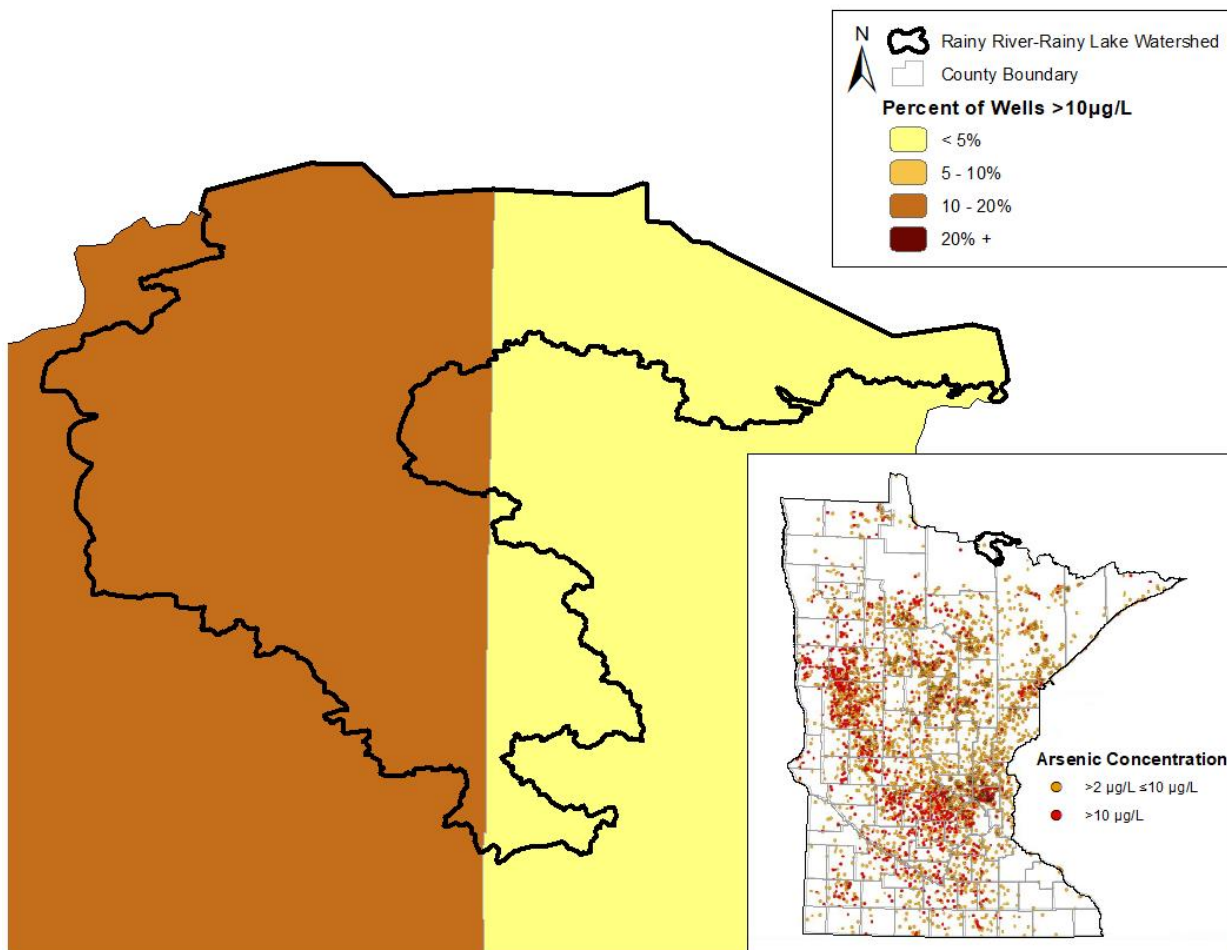 N
Rainy River-Rainy Lake Watershed
County Boundary
Percent of Wells >10µg/L
< 5%
5 - 10%
10 - 20%
20% +
Arsenic Concentration
>2 µg/L ≤10 µg/L
>10 µg/L